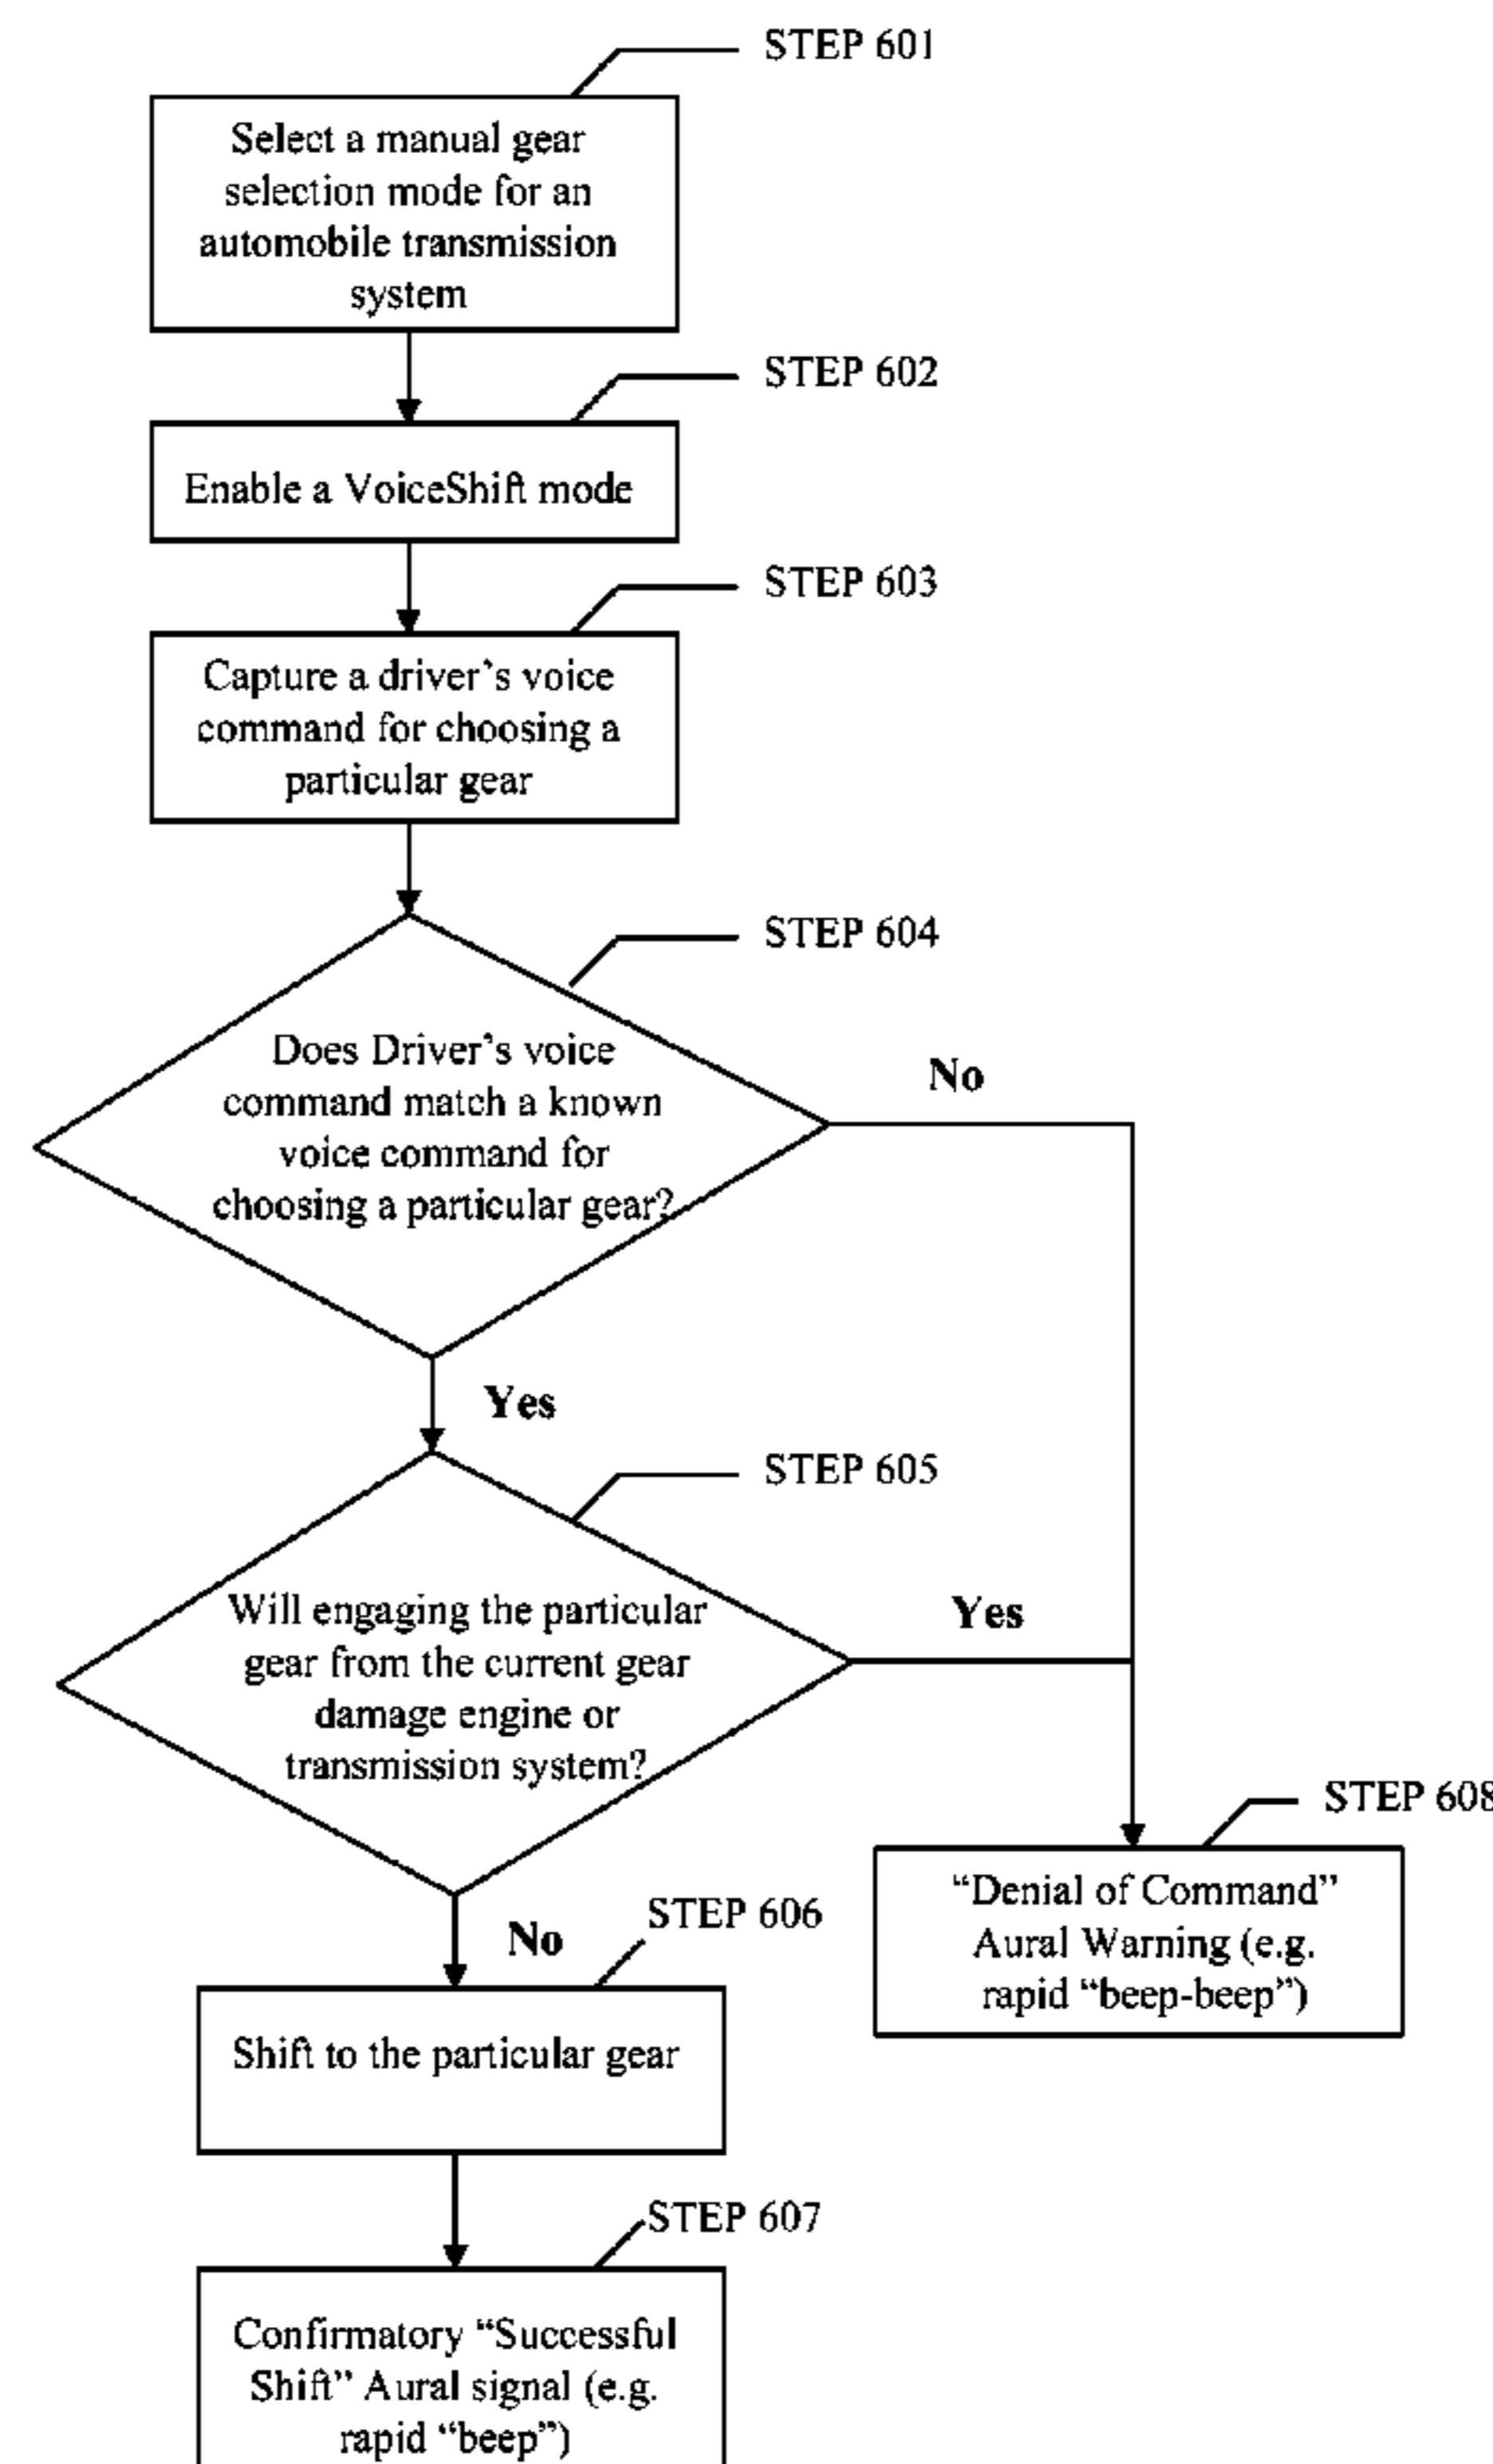 STEP 601
Select a manual gear
selection mode for an
automobile transmission
system
STEP 602
Enable a VoiceShift mode
STEP 603
Capture a driver’s voice
command for choosing a
particular gear
STEP 604
Does Driver’s voice
command match a known
voice command for
choosing a particular gear?
No
Yes
STEP 605
Will engaging the particular
gear from the current gear
damage engine or
transmission system?
Yes
STEP 608
“Denial of Command”
Aural Warning (e.g.
rapid “beep-beep”)
No
STEP 606
Shift to the particular gear
STEP 607
Confirmatory “Successful
Shift” Aural signal (e.g.
rapid “beep”)